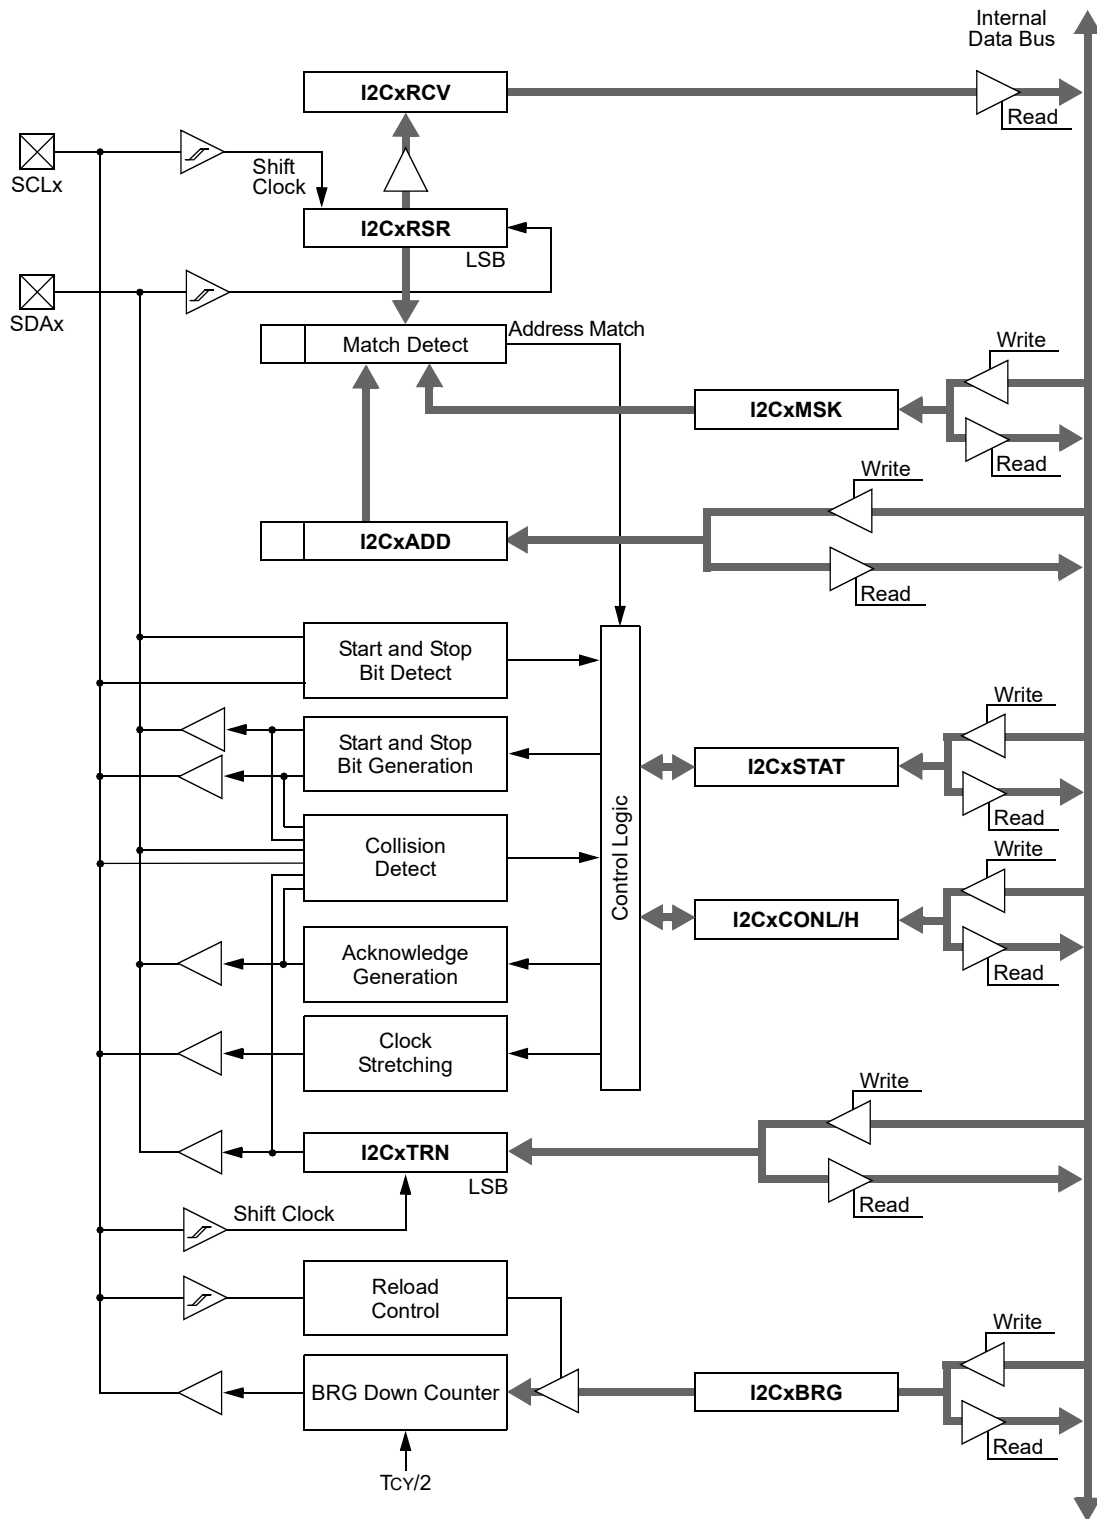 Internal
Data Bus
I2CxRCV
Read
SCLx
Shift
Clock
I2CxRSR
LSB
SDAx
Match Detect
Address Match
Write
I2CxMSK
Read
Write
I2CxADD
Read
Start and Stop
Bit Detect
Start and Stop
Bit Generation
Write
I2CxSTAT
Read
Collision
Detect
Control Logic
Write
I2CxCONL/H
Read
Acknowledge
Generation
Clock
Stretching
Write
I2CxTRN
LSB
Read
Shift Clock
Reload
Control
Write
BRG Down Counter
I2CxBRG
Read
TCY/2